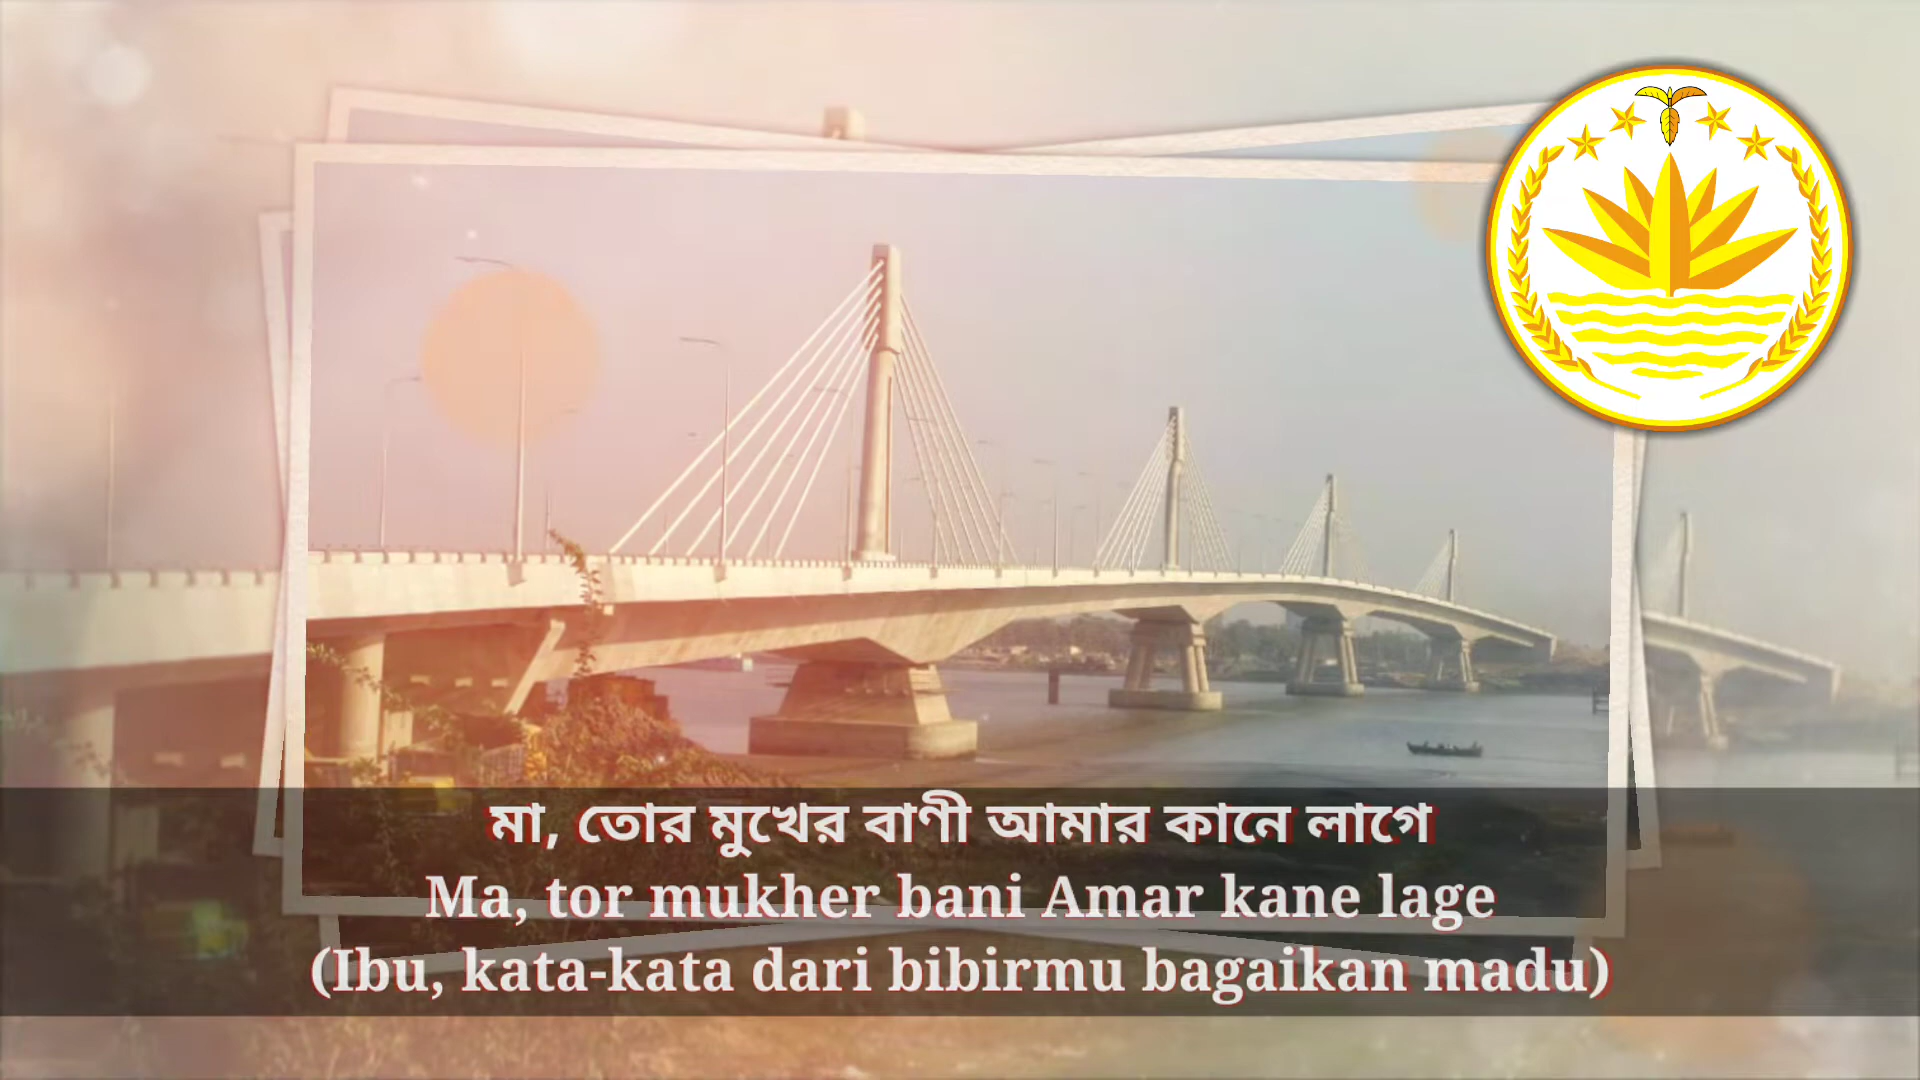 মা, তোর মুখের বাণী আমার কানে লাগে
Ma, tor mukher bani Amar kane lage
(Ibu, kata-kata dari bibirmu bagaikan madu)